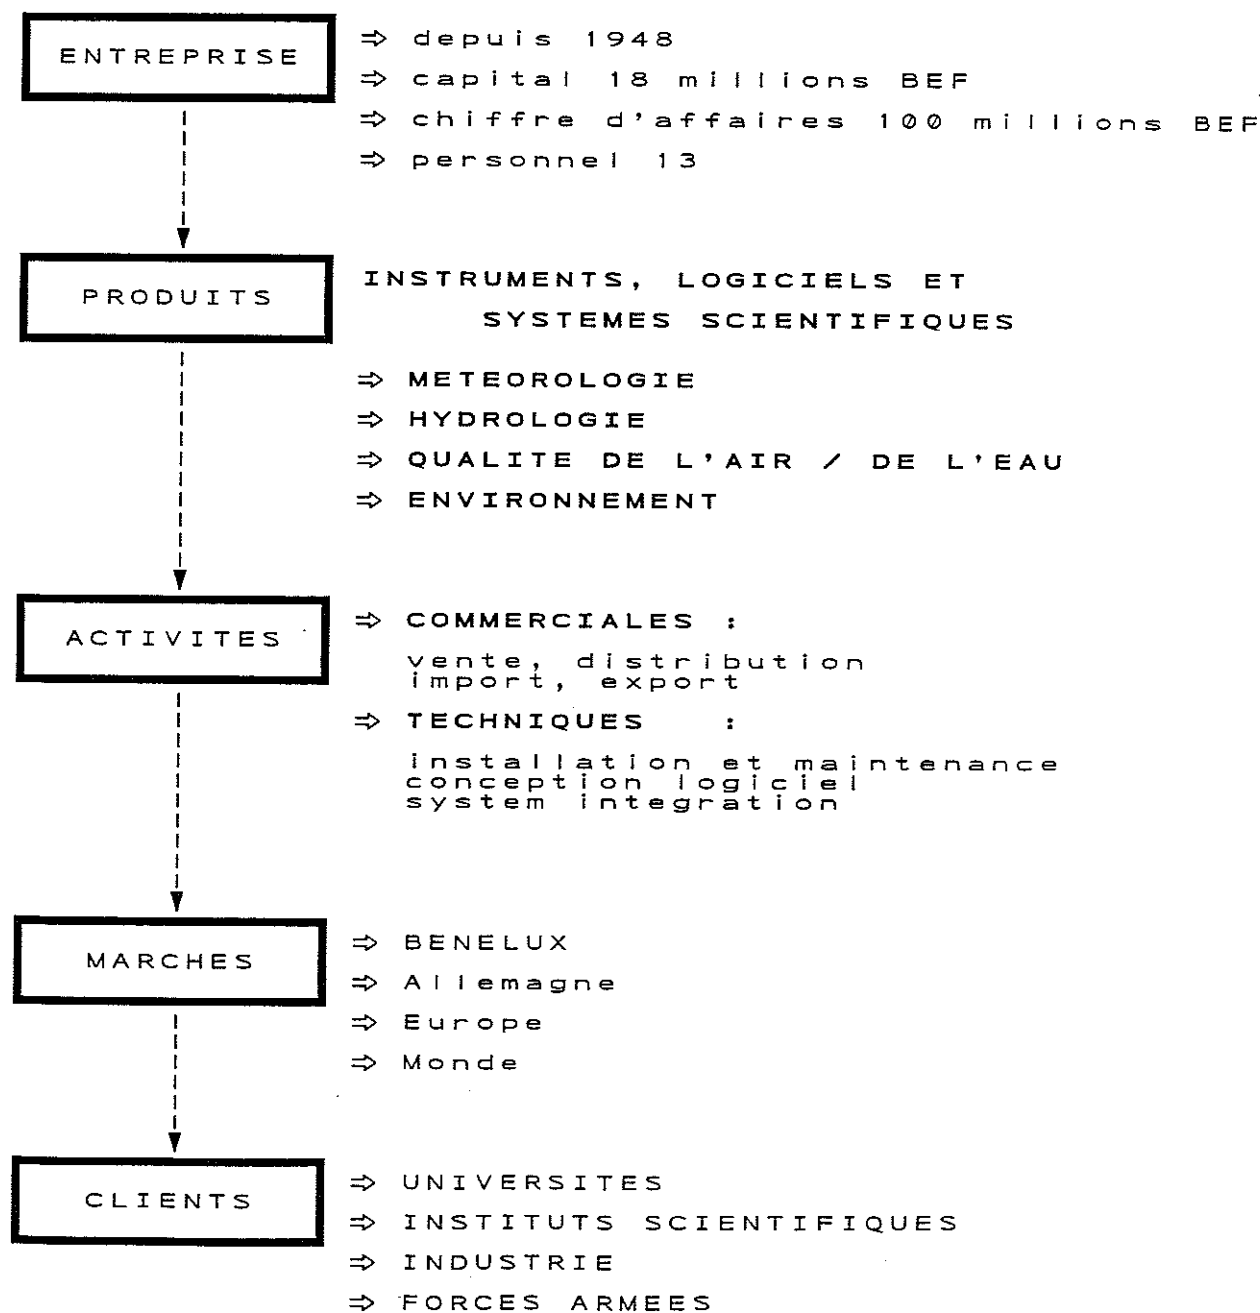 ENTREPRISE
⇒ depuis 1948
⇒ capital 18 millions BEF
⇒ chiffre d'affaires 100 millions BEF
⇒ personnel 13
PRODUITS
INSTRUMENTS, LOGICIELS ET
SYSTEMES SCIENTIFIQUES
⇒ METEOROLOGIE
⇒ HYDROLOGIE
⇒ QUALITE DE L'AIR / DE L'EAU
⇒ ENVIRONNEMENT
ACTIVITES
⇒ COMMERCIALES :
vente, distribution
import, export
⇒ TECHNIQUES :
installation et maintenance
conception logiciel
system integration
MARCHES
⇒ BENELUX
⇒ Allemagne
⇒ Europe
⇒ Monde
CLIENTS
⇒ UNIVERSITES
⇒ INSTITUTS SCIENTIFIQUES
⇒ INDUSTRIE
⇒ FORCES ARMEES